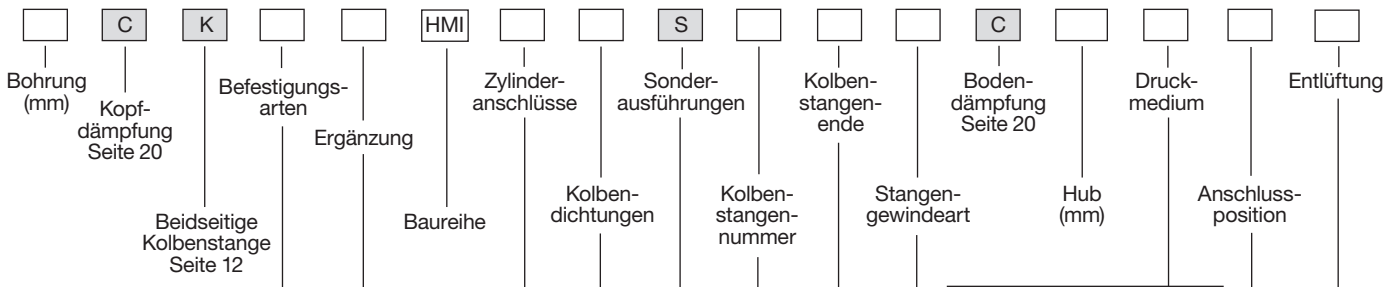 C K HMI S C
Bohrung
(mm)
Kopf-
dämpfung
Seite 20
Beidseitige
Kolbenstange
Seite 12
Befestigungs-
arten
Ergänzung
Baureihe
Zylinder-
anschlüsse
Kolben-
dichtungen
Sonder-
ausführungen
Kolben-
stangen-
nummer
Kolben-
stangen-
ende
Stangen-
gewindeart
Boden-
dämpfung
Seite 20
Hub
(mm)
Druck-
medium
Anschluss-
position
Entlüftung